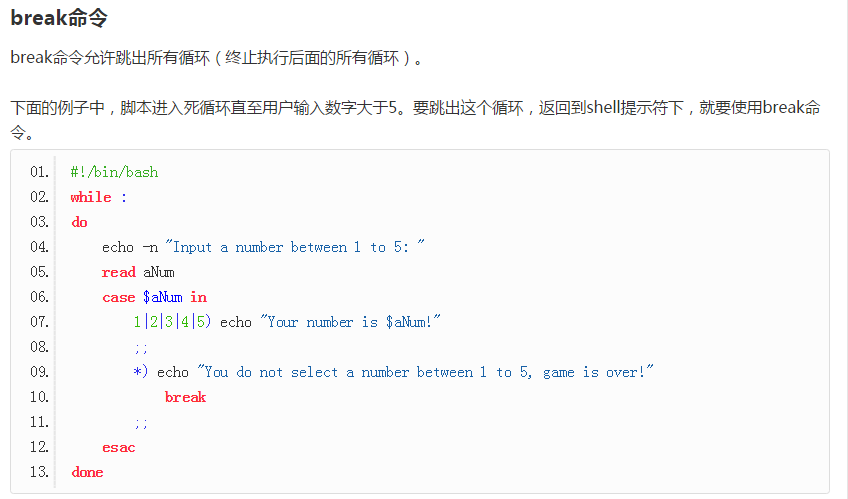 break命令
break命令允许跳出所有循环（终止执行后面的所有循环）。
下面的例子中，脚本进入死循环直至用户输入数字大于5。要跳出这个循环，返回到shell提示符下，就要使用break命
令。
01. #!/bin/bash
02. while :
03. do
04.     echo -n "Input a number between 1 to 5: "
05.     read aNum
06.     case $aNum in
07.         1|2|3|4|5) echo "Your number is $aNum!"
08.         ;;
09.         *) echo "You do not select a number between 1 to 5, game is over!"
10.             break
11.         ;;
12.     esac
13. done